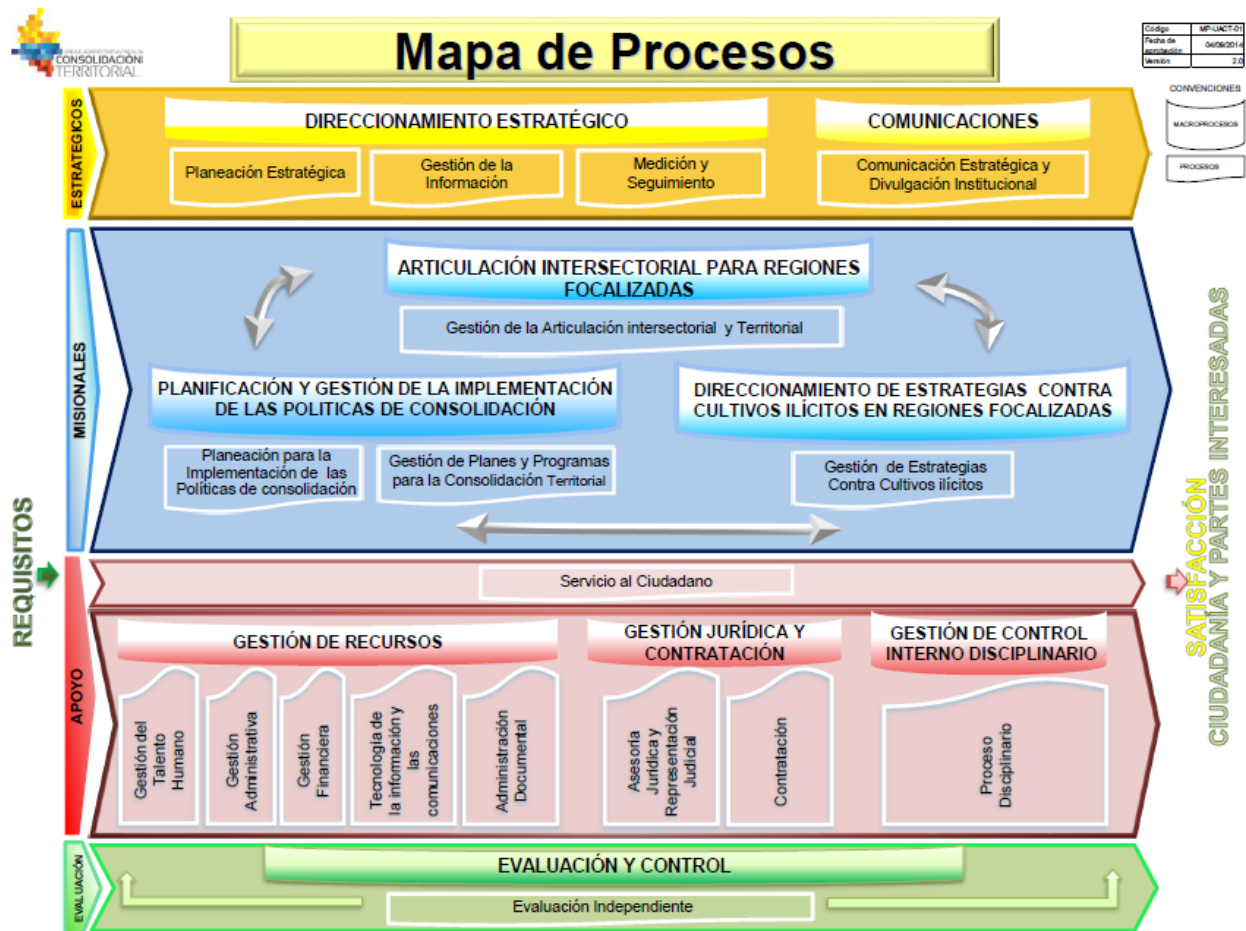 UNIDAD ADMINISTRATIVA PARA LA
CONSOLIDACIÓN
TERRITORIAL
Mapa de Procesos
Código MP-UACT-01
Fecha de aprobación 04/09/2014
Versión 2.0
CONVENCIONES
MACROPROCESOS
PROCESOS
ESTRATEGICOS
DIRECCIONAMIENTO ESTRATÉGICO
COMUNICACIONES
Planeación Estratégica
Gestión de la
Información
Medición y
Seguimiento
Comunicación Estratégica y
Divulgación Institucional
MISIONALES
ARTICULACIÓN INTERSECTORIAL PARA REGIONES
FOCALIZADAS
Gestión de la Articulación intersectorial y Territorial
PLANIFICACIÓN Y GESTIÓN DE LA IMPLEMENTACIÓN
DE LAS POLITICAS DE CONSOLIDACIÓN
DIRECCIONAMIENTO DE ESTRATEGIAS CONTRA
CULTIVOS ILÍCITOS EN REGIONES FOCALIZADAS
Planeación para la
Implementación de las
Políticas de consolidación
Gestión de Planes y Programas
para la Consolidación Territorial
Gestión de Estrategias
Contra Cultivos ilícitos
REQUISITOS
SATISFACCIÓN
CIUDADANÍA Y PARTES INTERESADAS
APOYO
Servicio al Ciudadano
GESTIÓN DE RECURSOS
GESTIÓN JURÍDICA Y
CONTRATACIÓN
GESTIÓN DE CONTROL
INTERNO DISCIPLINARIO
Gestión del
Talento
Humano
Gestión
Administrativa
Gestión
Financiera
Tecnología de
la información y
las
comunicaciones
Administración
Documental
Asesoría
Jurídica y
Representación
Judicial
Contratación
Proceso
Disciplinario
EVALUACIÓN
EVALUACIÓN Y CONTROL
Evaluación Independiente